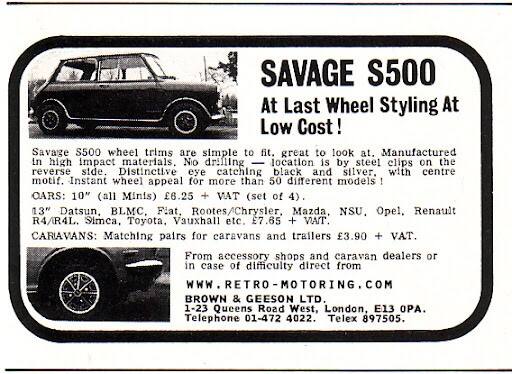 SAVAGE S500
At Last Wheel Styling At
Low Cost!
Savage S500 wheel trims are simple to fit, great to look at. Manufactured
in high impact materials. No drilling — location is by steel clips on the
reverse side. Distinctive eye catching black and silver, with centre
motif. Instant wheel appeal for more than 50 different models!
CARS: 10" (all Minis) £6.25 + VAT (set of 4).
13" Datsun, BLMC, Fiat, Rootes/Chrysler, Mazda, NSU, Opel, Renault
R4/R4L. Simca, Toyota, Vauxhall etc. £7.65 + VAT.
CARAVANS: Matching pairs for caravans and trailers £3.90 + VAT.
From accessory shops and caravan dealers or
in case of difficulty direct from
WWW.RETRO-MOTORING.COM
BROWN & GEESON LTD.
1-23 Queens Road West, London, E13 0PA.
Telephone 01-472 4022. Telex 897505.